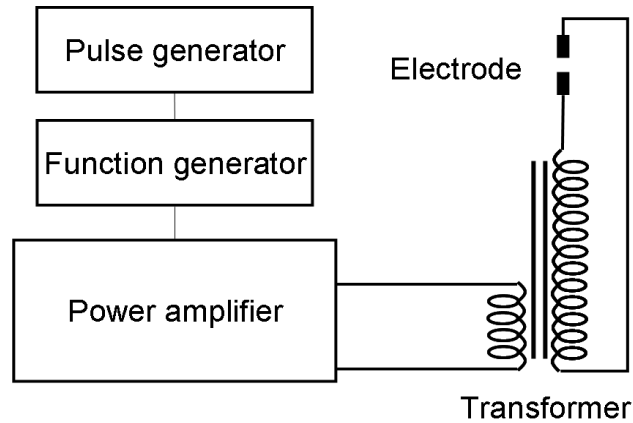 Pulse generator
Electrode
Function generator
Power amplifier
Transformer